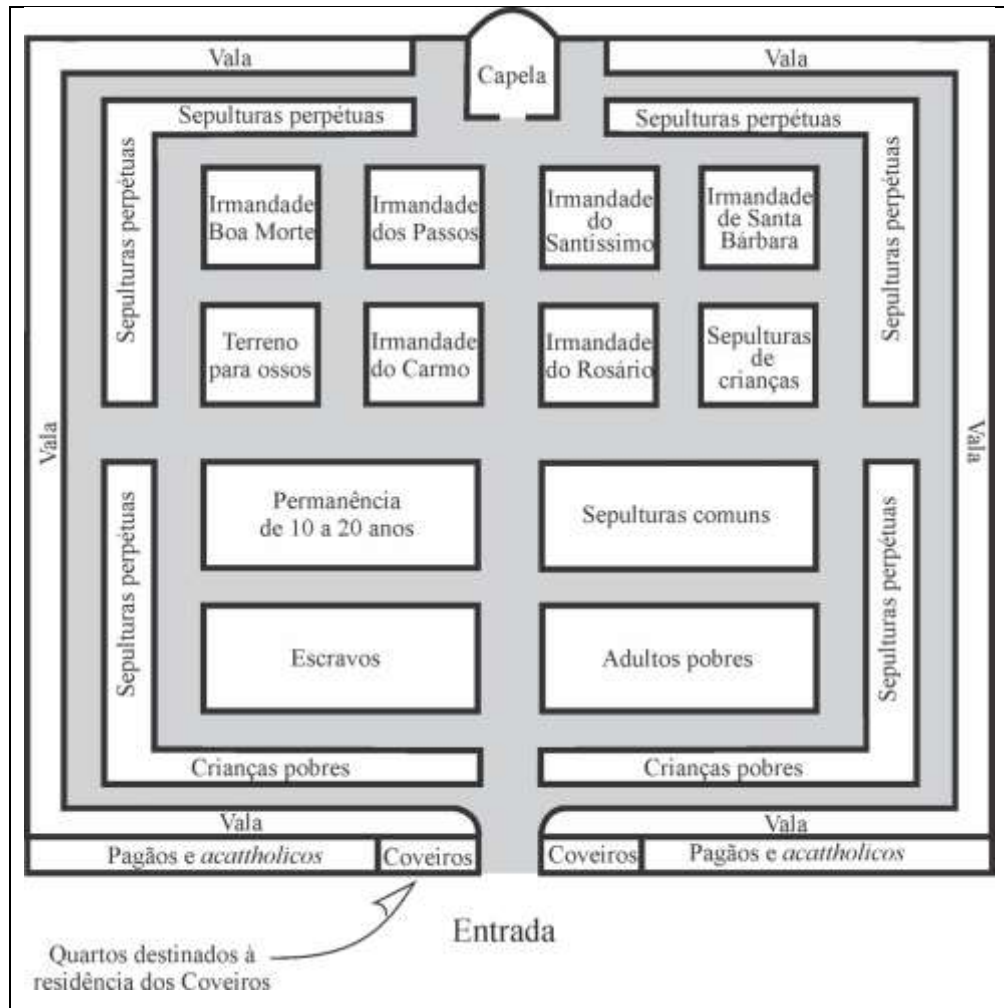 Vala
Capela
Vala
Sepulturas perpétuas
Sepulturas perpétuas
Sepulturas perpétuas
Sepulturas perpétuas
Irmandade
Boa Morte
Irmandade
dos Passos
Irmandade
do
Santíssimo
Irmandade
de Santa
Bárbara
Terreno
para ossos
Irmandade
do Carmo
Irmandade
do Rosário
Sepulturas
de
crianças
Vala
Vala
Sepulturas perpétuas
Permanência
de 10 a 20 anos
Sepulturas comuns
Sepulturas perpétuas
Escravos
Adultos pobres
Crianças pobres
Crianças pobres
Vala
Vala
Pagãos e acattholicos
Coveiros
Coveiros
Pagãos e acattholicos
Entrada
Quartos destinados à
residência dos Coveiros